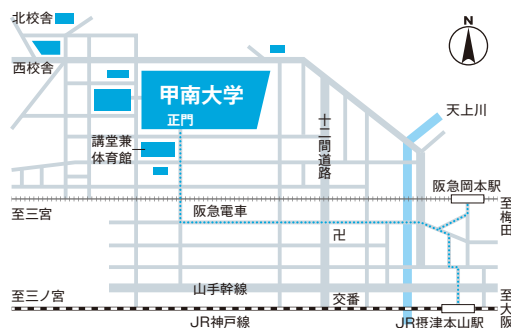 北校舎
N
西校舎
甲南大学
正門
天上川
十二間道路
講堂兼
体育館
阪急岡本駅
至三宮
阪急電車
至梅田
卍
山手幹線
至三ノ宮
交番
至大阪
JR神戸線
JR摂津本山駅